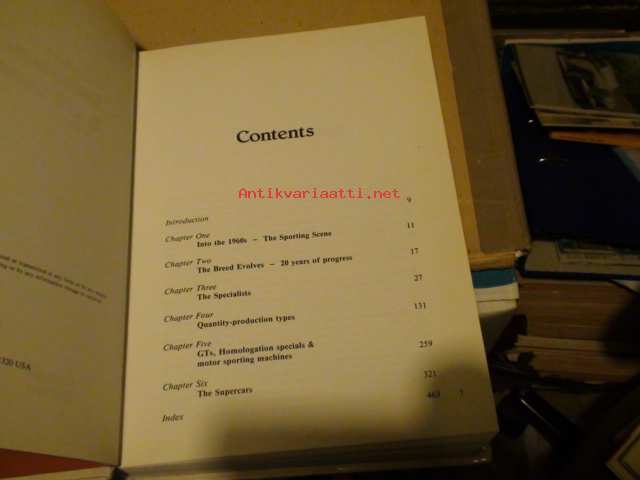 Contents
Antikvariaatti.net
Introduction 9
Chapter One 11
Into the 1960s – The Sporting Scene
Chapter Two 17
The Breed Evolves – 20 years of progress
Chapter Three 27
The Specialists
Chapter Four 131
Quantity-production types
Chapter Five 259
GTs, Homologation specials &
motor sporting machines
Chapter Six 321
The Supercars
Index 463
320 USA